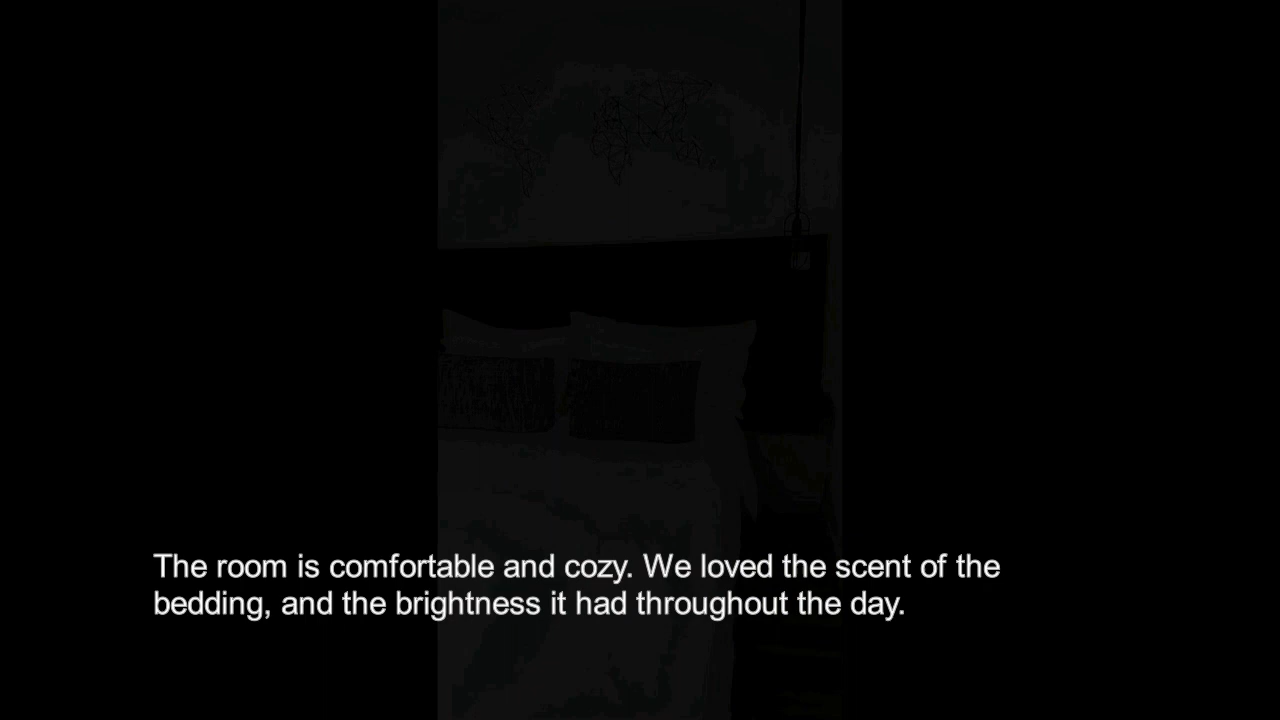 The room is comfortable and cozy. We loved the scent of the
bedding, and the brightness it had throughout the day.